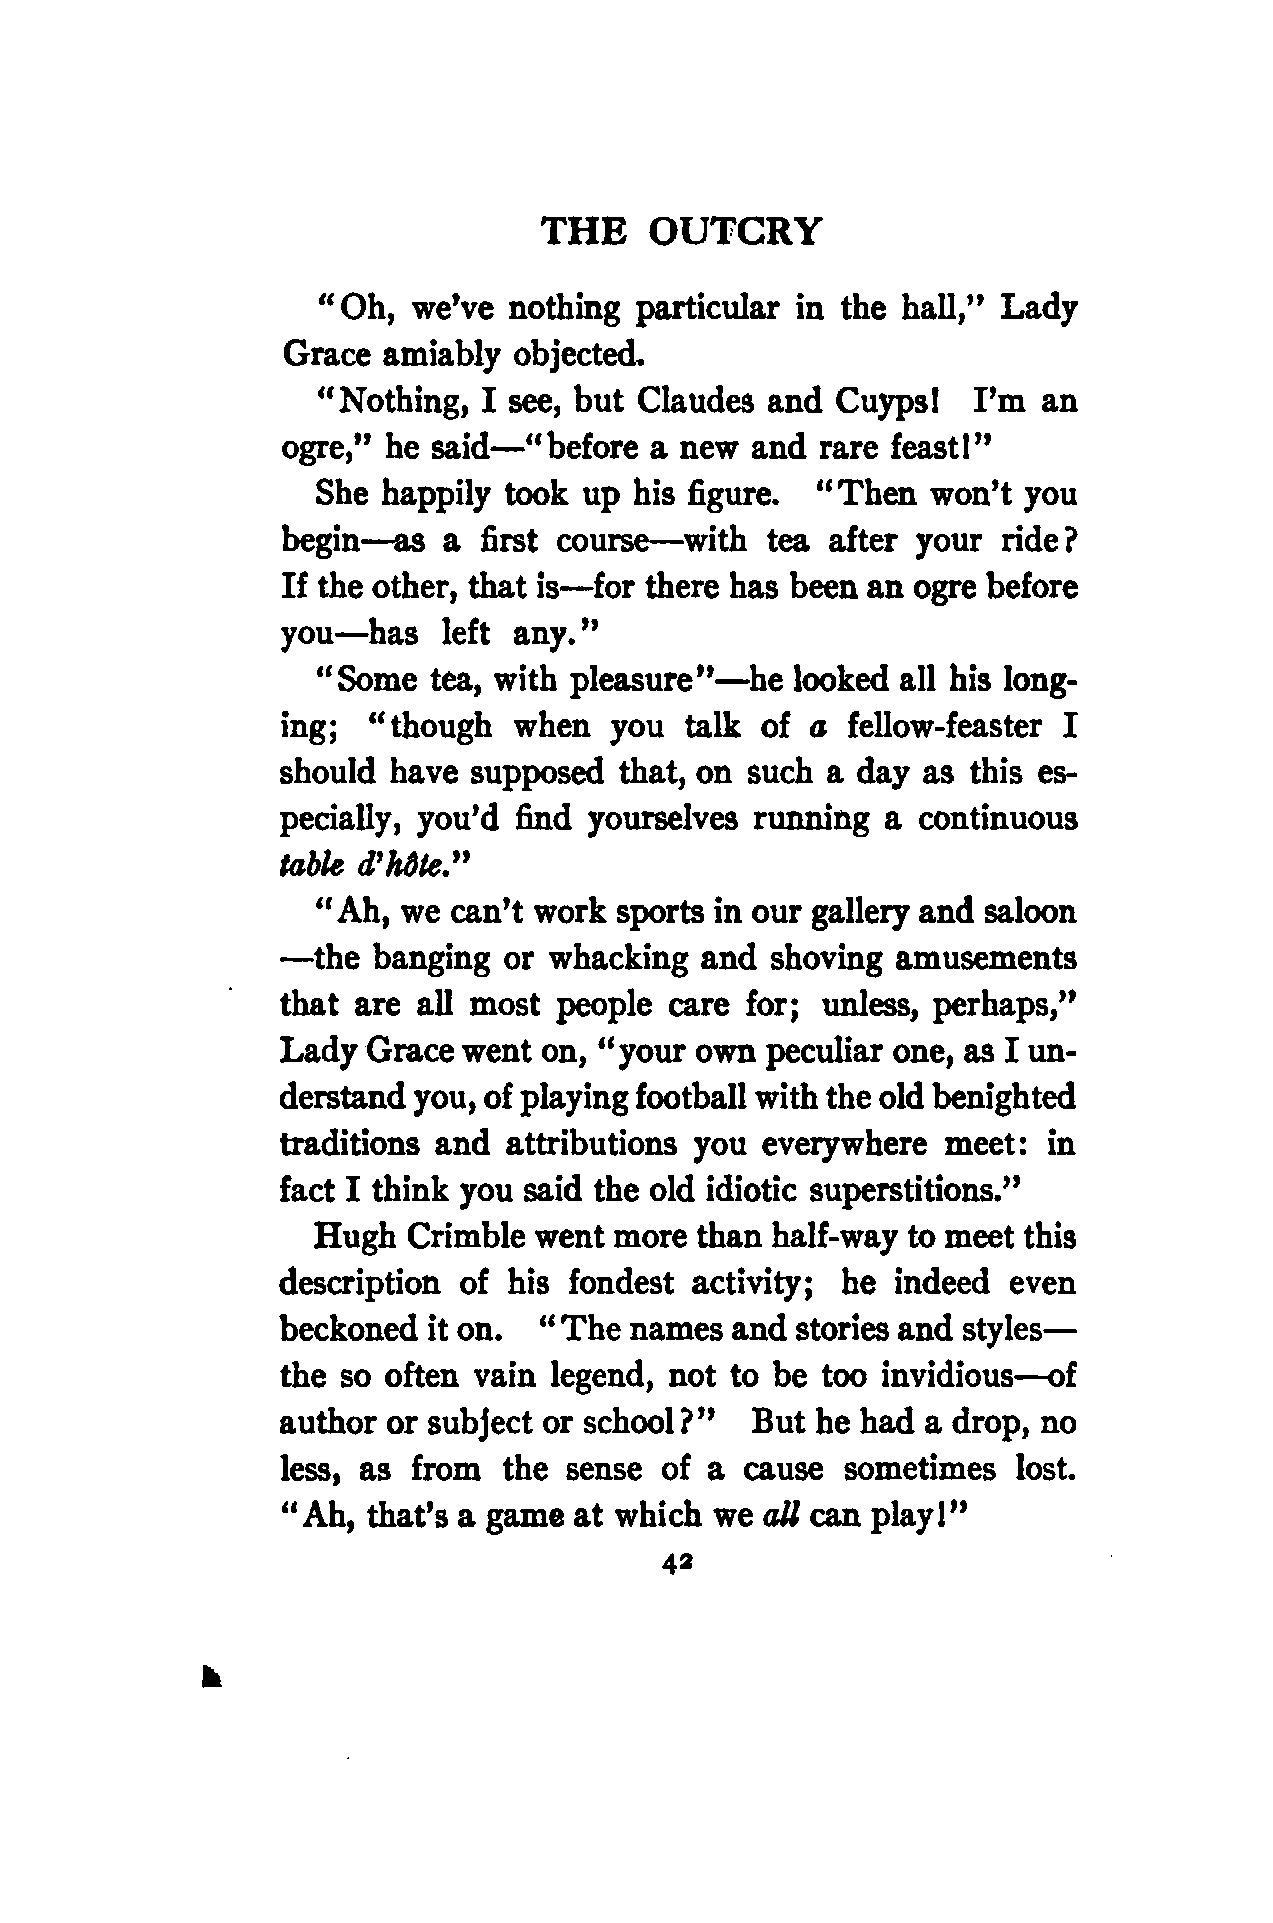 THE OUTCRY
"Oh, we've nothing particular in the hall," Lady
Grace amiably objected.
"Nothing, I see, but Claudes and Cuyps! I'm an
ogre," he said—"before a new and rare feast!"
She happily took up his figure. "Then won't you
begin—as a first course—with tea after your ride?
If the other, that is—for there has been an ogre before
you—has left any."
"Some tea, with pleasure"—he looked all his long-
ing; "though when you talk of a fellow-feaster I
should have supposed that, on such a day as this es-
pecially, you'd find yourselves running a continuous
table d'hôte."
"Ah, we can't work sports in our gallery and saloon
—the banging or whacking and shoving amusements
that are all most people care for; unless, perhaps,"
Lady Grace went on, "your own peculiar one, as I un-
derstand you, of playing football with the old benighted
traditions and attributions you everywhere meet: in
fact I think you said the old idiotic superstitions."
Hugh Crimble went more than half-way to meet this
description of his fondest activity; he indeed even
beckoned it on. "The names and stories and styles—
the so often vain legend, not to be too invidious—of
author or subject or school?" But he had a drop, no
less, as from the sense of a cause sometimes lost.
"Ah, that's a game at which we all can play!"
42